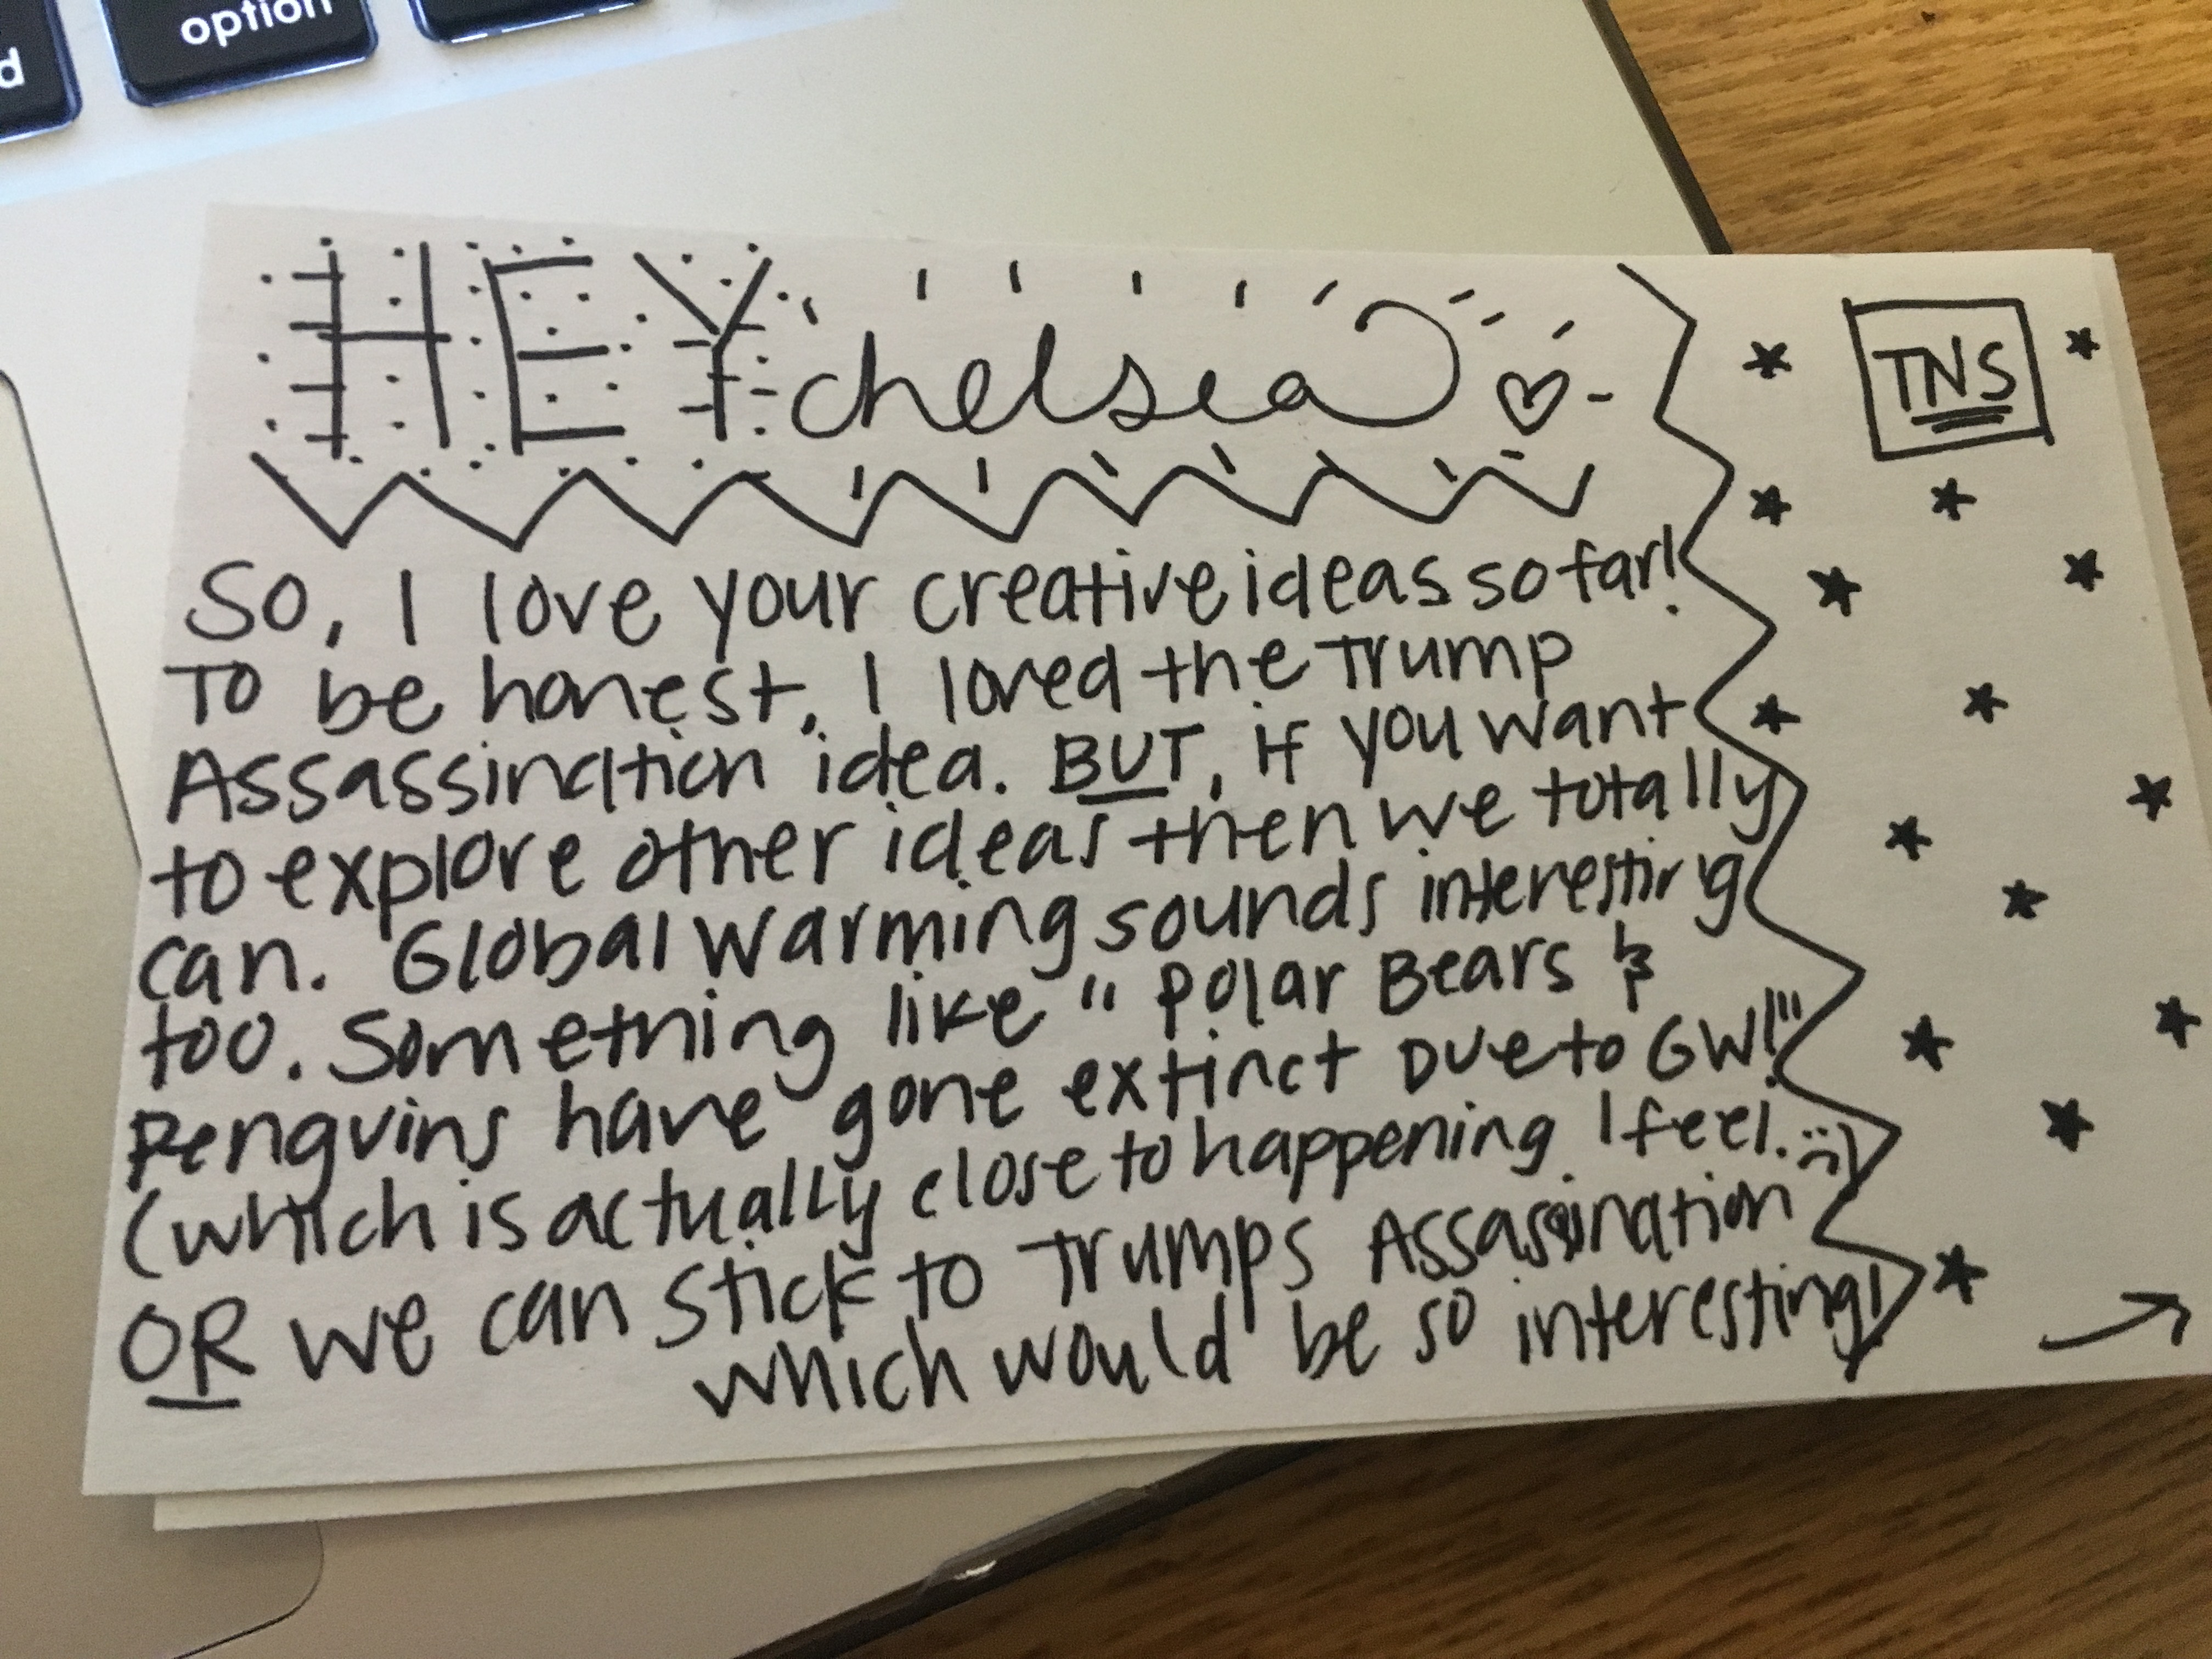 HEY Chelsea
TNS
So, I love your creative ideas so far!
To be honest, I loved the Trump
Assassination idea. BUT, if you want
to explore other ideas then we totally
can. Global warming sounds interesting
too. Something like "Polar Bears &
Penguins have gone extinct Due to GW!"
(which is actually close to happening I feel. :()
OR we can stick to Trumps Assassination
which would be so interesting!
option